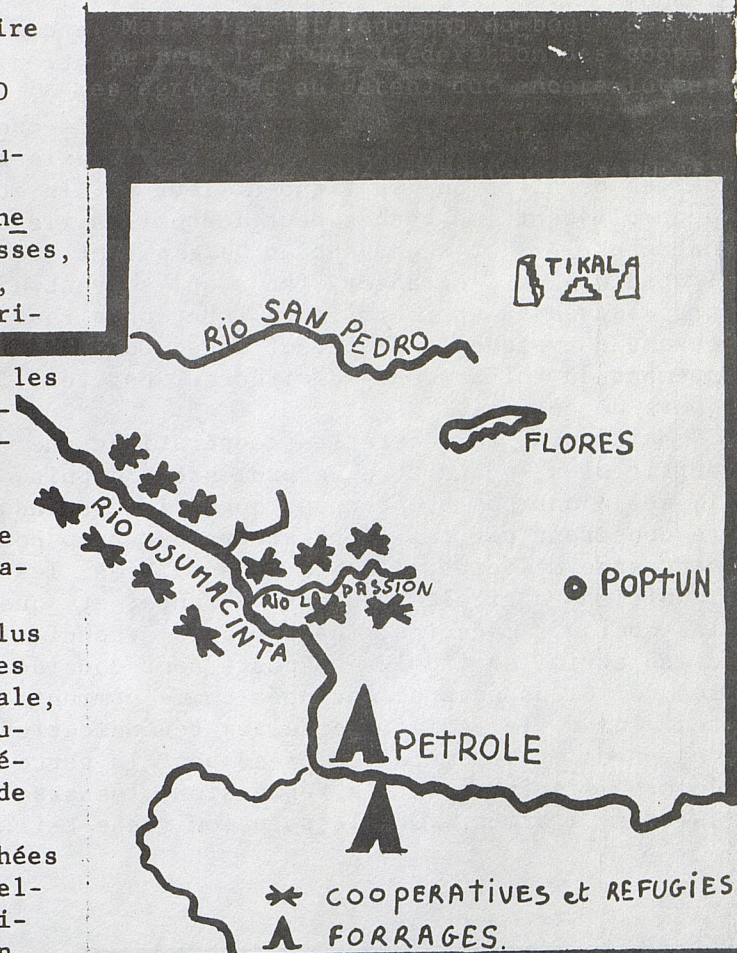 ire
u-
ne
sses,
,
ri-
les
-
e
a-
lus
es
ale,
u-
é-
de
hées
el-
i-
TIKAL
RIO SAN PEDRO
FLORES
RIO USUMACINTA
RIO LA PASSION
POPTUN
PETROLE
COOPERATIVES et REFUGIES
FORRAGES.